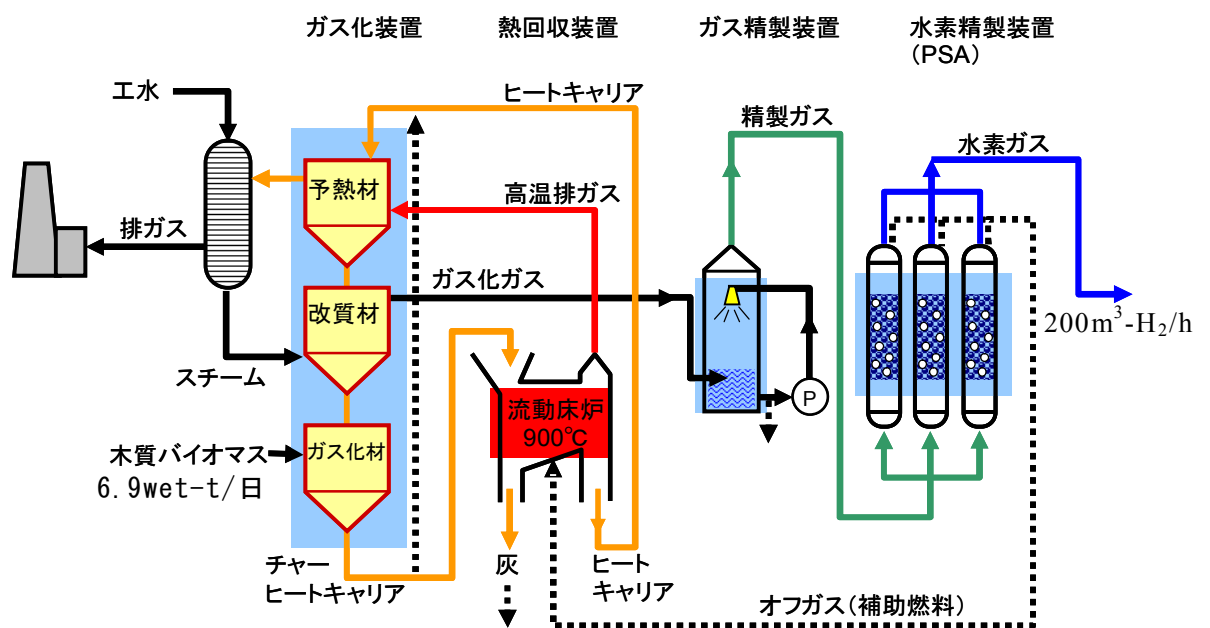 ガス化装置
熱回収装置
ガス精製装置
水素精製装置
(PSA)
工水
ヒートキャリア
精製ガス
水素ガス
予熱材
高温排ガス
排ガス
ガス化ガス
改質材
200m³-H₂/h
スチーム
流動床炉
900℃
P
ガス化材
木質バイオマス
6.9wet-t/日
チャー
ヒートキャリア
灰
ヒート
キャリア
オフガス(補助燃料)